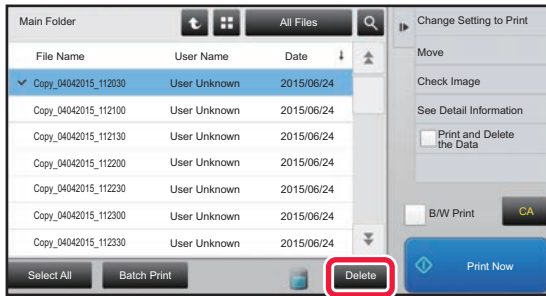 Main Folder
All Files
File Name User Name Date
Copy_04042015_112030 User Unknown 2015/06/24
Copy_04042015_112100 User Unknown 2015/06/24
Copy_04042015_112130 User Unknown 2015/06/24
Copy_04042015_112200 User Unknown 2015/06/24
Copy_04042015_112230 User Unknown 2015/06/24
Copy_04042015_112300 User Unknown 2015/06/24
Copy_04042015_112330 User Unknown 2015/06/24
Select All Batch Print Delete
Change Setting to Print
Move
Check Image
See Detail Information
Print and Delete
the Data
B/W Print CA
Print Now